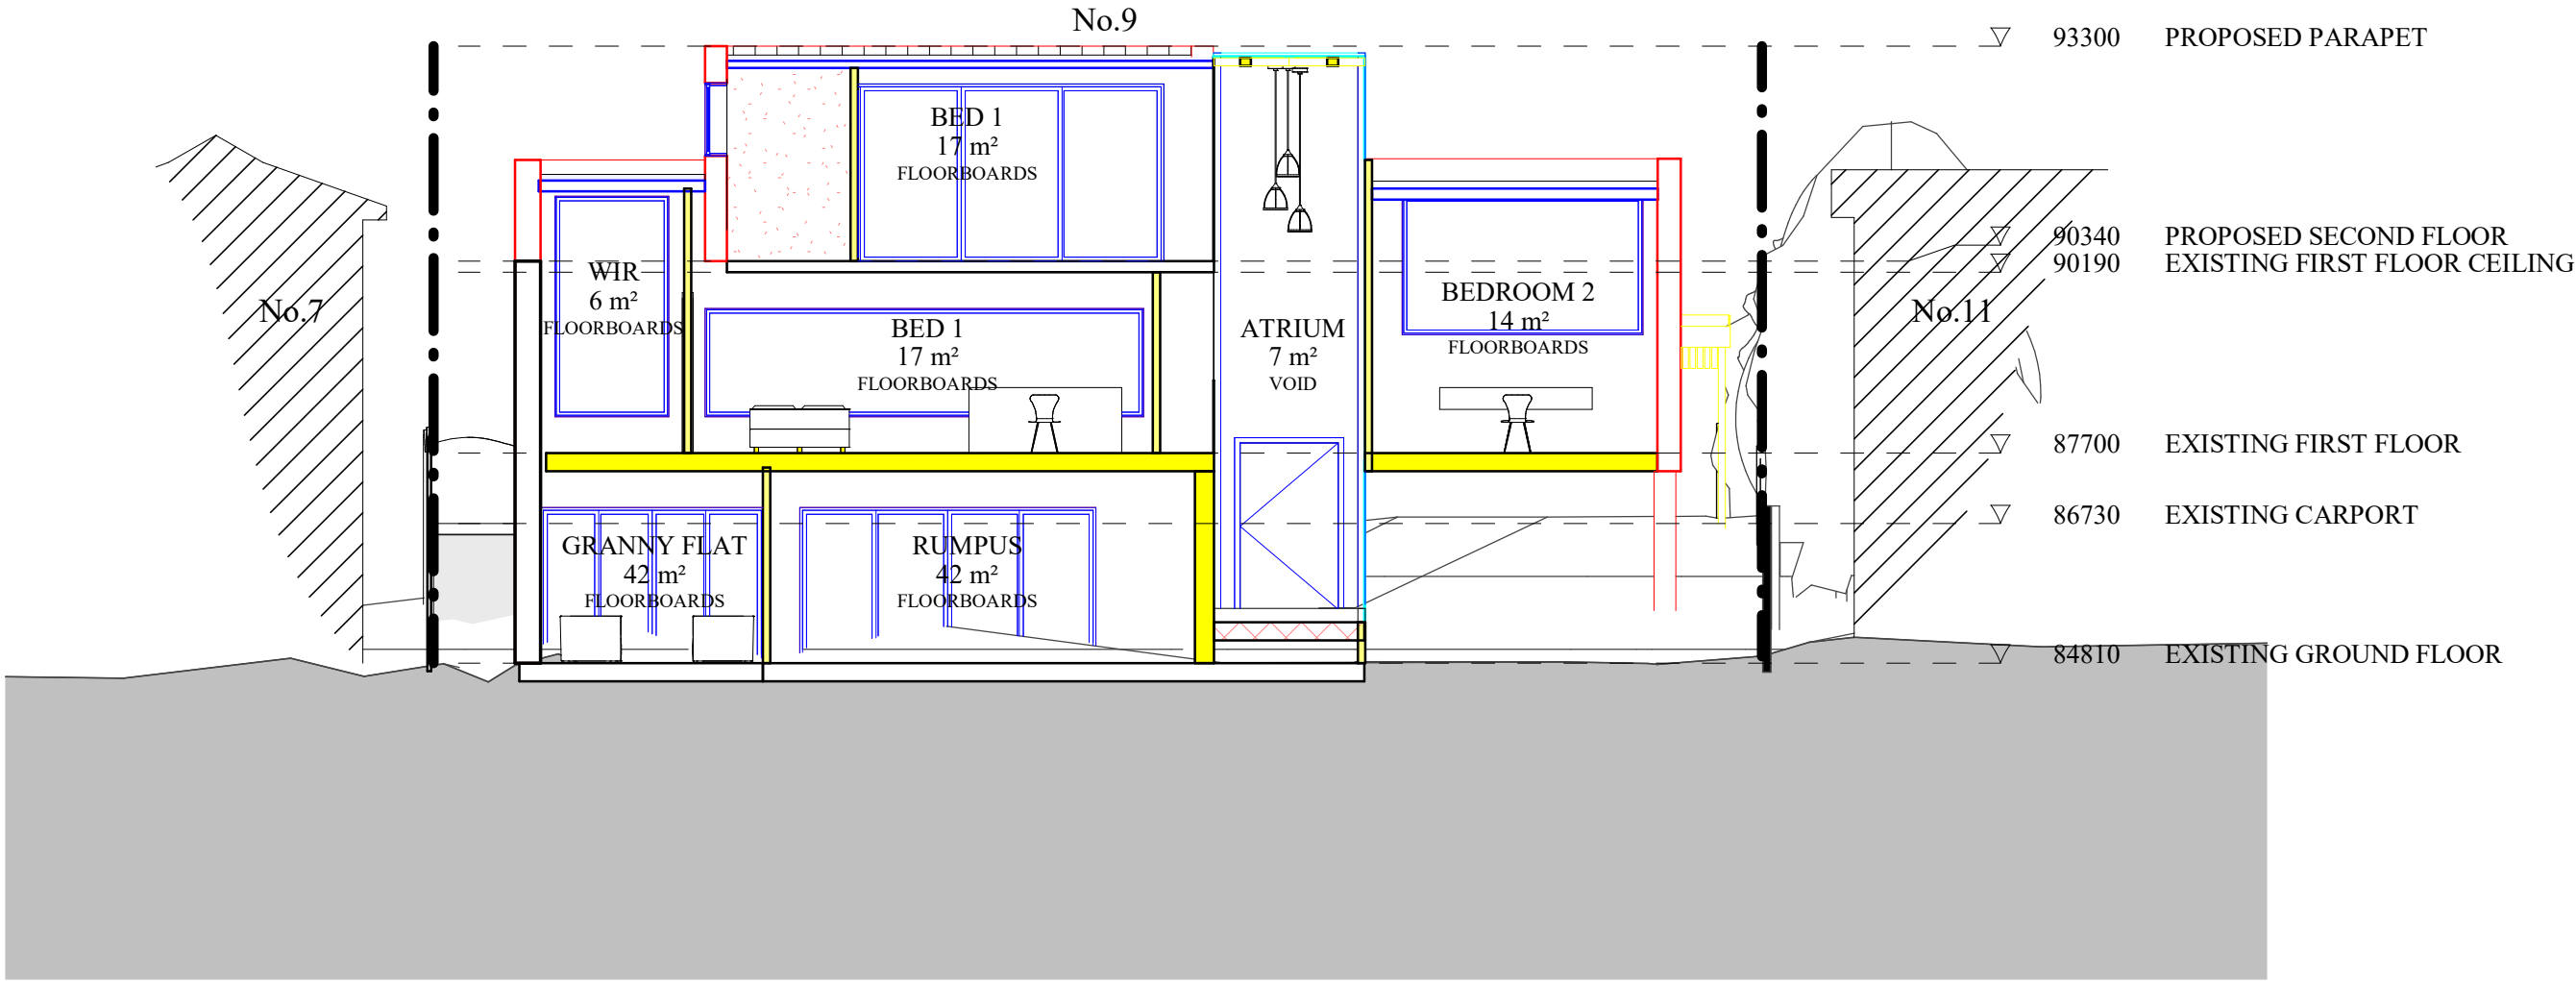 No.9
93300 PROPOSED PARAPET
BED 1
17 m²
FLOORBOARDS
90340 PROPOSED SECOND FLOOR
90190 EXISTING FIRST FLOOR CEILING
WIR
6 m²
FLOORBOARDS
No.7
BED 1
17 m²
FLOORBOARDS
ATRIUM
7 m²
VOID
BEDROOM 2
14 m²
FLOORBOARDS
No.11
87700 EXISTING FIRST FLOOR
86730 EXISTING CARPORT
GRANNY FLAT
42 m²
FLOORBOARDS
RUMPUS
42 m²
FLOORBOARDS
84810 EXISTING GROUND FLOOR